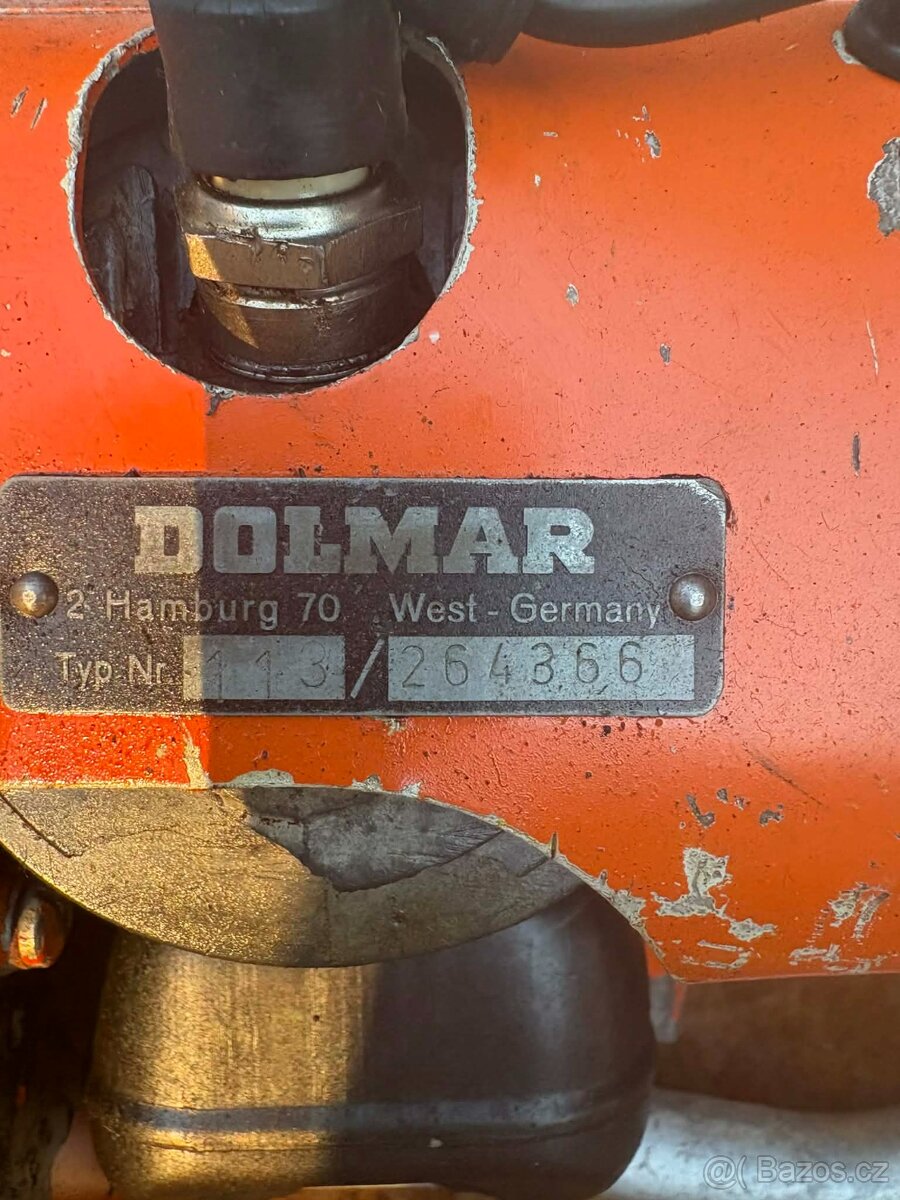 DOLMAR
2 Hamburg 70 West-Germany
Typ Nr. 113/264366
@( Bazos.cz